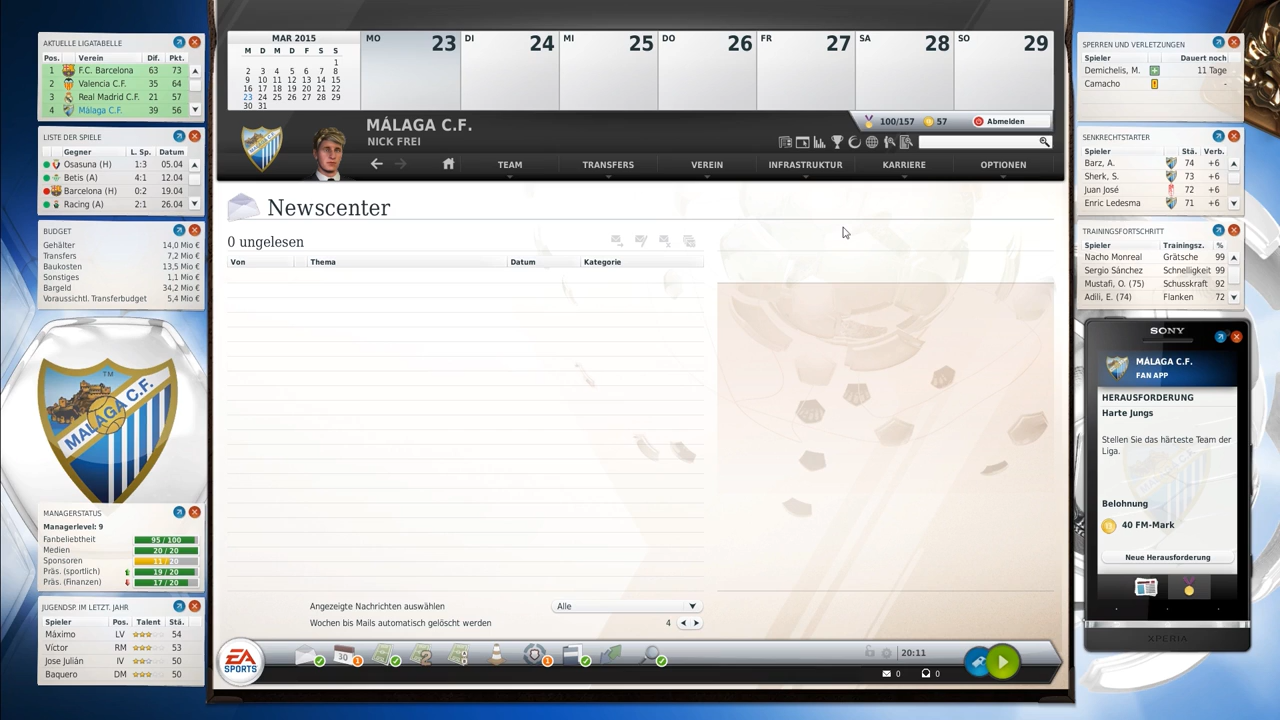 AKTUELLE LIGATABELLE
Pos. Verein Dif. Pkt.
1 F.C. Barcelona 63 73
2 Valencia C.F. 35 64
3 Real Madrid C.F. 21 57
4 Málaga C.F. 39 56
LISTE DER SPIELE
Gegner L. Sp. Datum
Osasuna (H) 1:3 05.04
Betis (A) 4:1 12.04
Barcelona (H) 0:2 19.04
Racing (A) 2:1 26.04
BUDGET
Gehälter 14,0 Mio €
Transfers 7,2 Mio €
Baukosten 13,5 Mio €
Sonstiges 1,1 Mio €
Bargeld 34,2 Mio €
Voraussichtl. Transferbudget 5,4 Mio €
TM
MALAGA C.F.
MANAGERSTATUS
Managerlevel: 9
Fanbeliebtheit 95 / 100
Medien 20 / 20
Sponsoren 11 / 20
Präs. (sportlich) 19 / 20
Präs. (Finanzen) 17 / 20
JUGENDSP. IM LETZT. JAHR
Spieler Pos. Talent Stä.
Máximo LV 54
Víctor RM 53
Jose Julián IV 50
Baquero DM 50
MAR 2015
M D M D F S S
1
2 3 4 5 6 7 8
9 10 11 12 13 14 15
16 17 18 19 20 21 22
23 24 25 26 27 28 29
30 31
MO 23
DI 24
MI 25
DO 26
FR 27
SA 28
SO 29
100/157 57 Abmelden
MÁLAGA C.F.
NICK FREI
TEAM TRANSFERS VEREIN INFRASTRUKTUR KARRIERE OPTIONEN
Newscenter
0 ungelesen
Von Thema Datum Kategorie
Angezeigte Nachrichten auswählen Alle
Wochen bis Mails automatisch gelöscht werden 4
EA
SPORTS
30 1 2 1
20:11
0 0
SPERREN UND VERLETZUNGEN
Spieler Dauert noch
Demichelis, M. 11 Tage
Camacho -
SENKRECHTSTARTER
Spieler Stä. Verb.
Barz, A. 74 +6
Sherk, S. 73 +6
Juan José 72 +6
Enric Ledesma 71 +6
TRAININGSFORTSCHRITT
Spieler Trainingsz. %
Nacho Monreal Grätsche 99
Sergio Sánchez Schnelligkeit 99
Mustafi, O. (75) Schusskraft 92
Adili, E. (74) Flanken 72
SONY
MÁLAGA C.F.
FAN APP
HERAUSFORDERUNG
Harte Jungs
Stellen Sie das härteste Team der
Liga.
Belohnung
40 FM-Mark
Neue Herausforderung
XPERIA